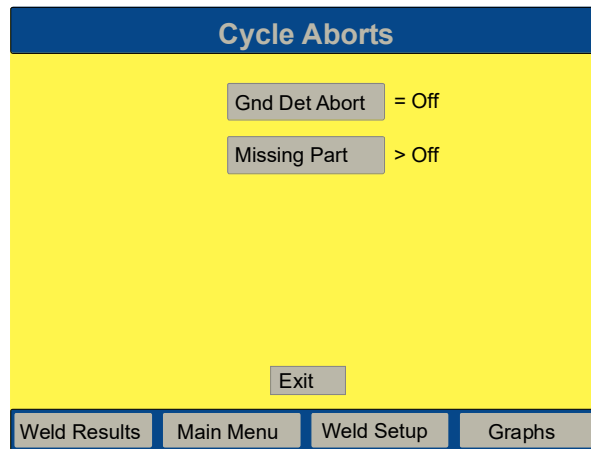 Cycle Aborts
Gnd Det Abort = Off
Missing Part > Off
Exit
Weld Results Main Menu Weld Setup Graphs